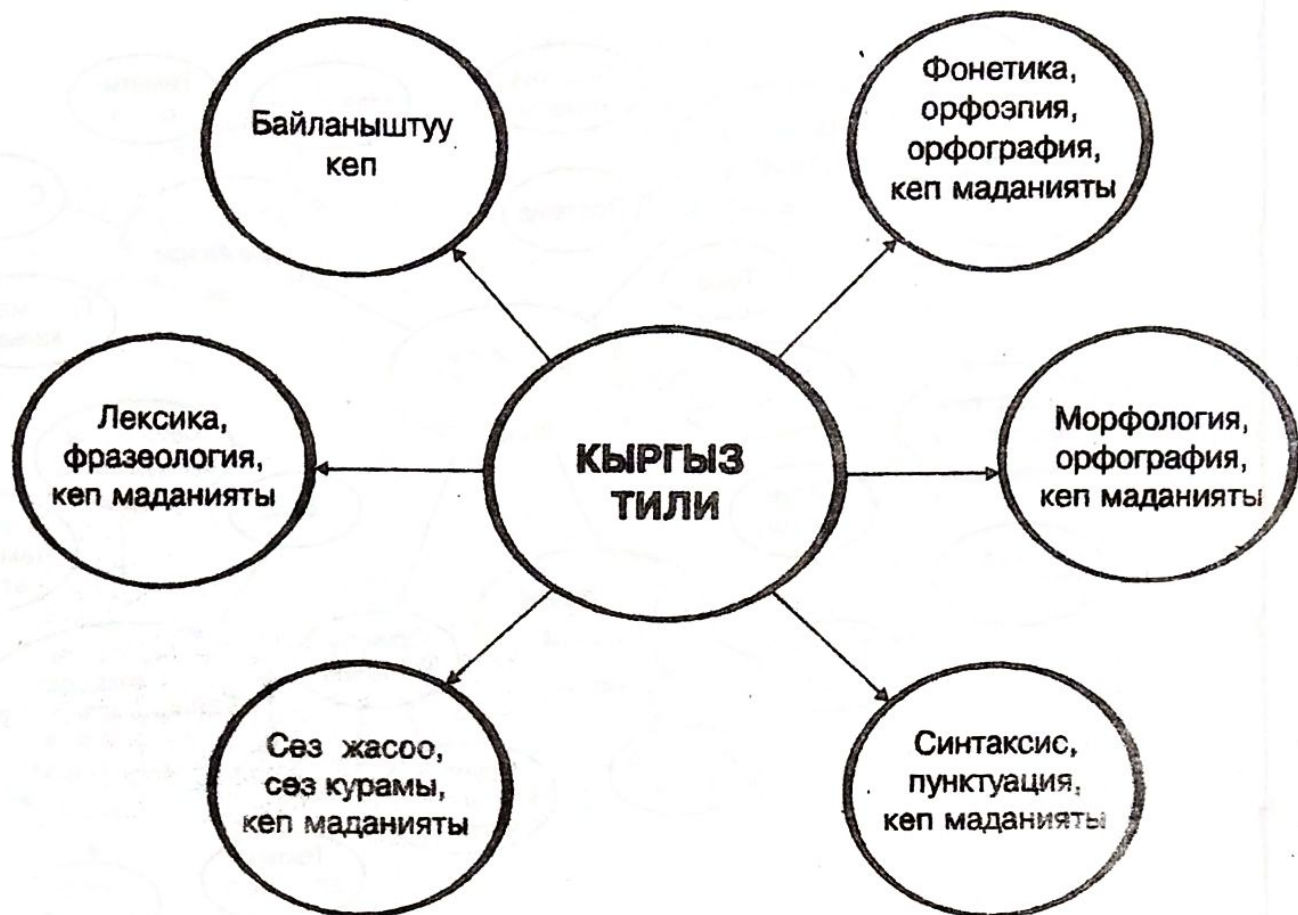 Байланыштуу
кеп
Фонетика,
орфоэпия,
орфография,
кеп маданияты
Лексика,
фразеология,
кеп маданияты
КЫРГЫЗ
ТИЛИ
Морфология,
орфография,
кеп маданияты
Сөз жасоо,
сөз курамы,
кеп маданияты
Синтаксис,
пунктуация,
кеп маданияты